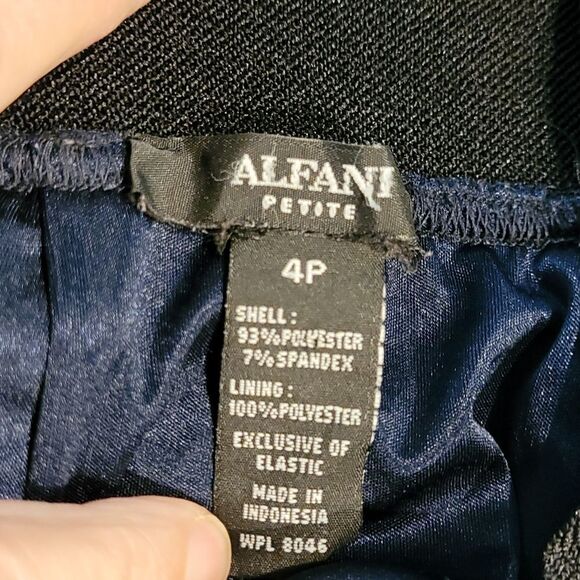 ALFANI
PETITE
4P
SHELL:
93%POLYESTER
7%SPANDEX
LINING:
100%POLYESTER
EXCLUSIVE OF
ELASTIC
MADE IN
INDONESIA
WPL 8046